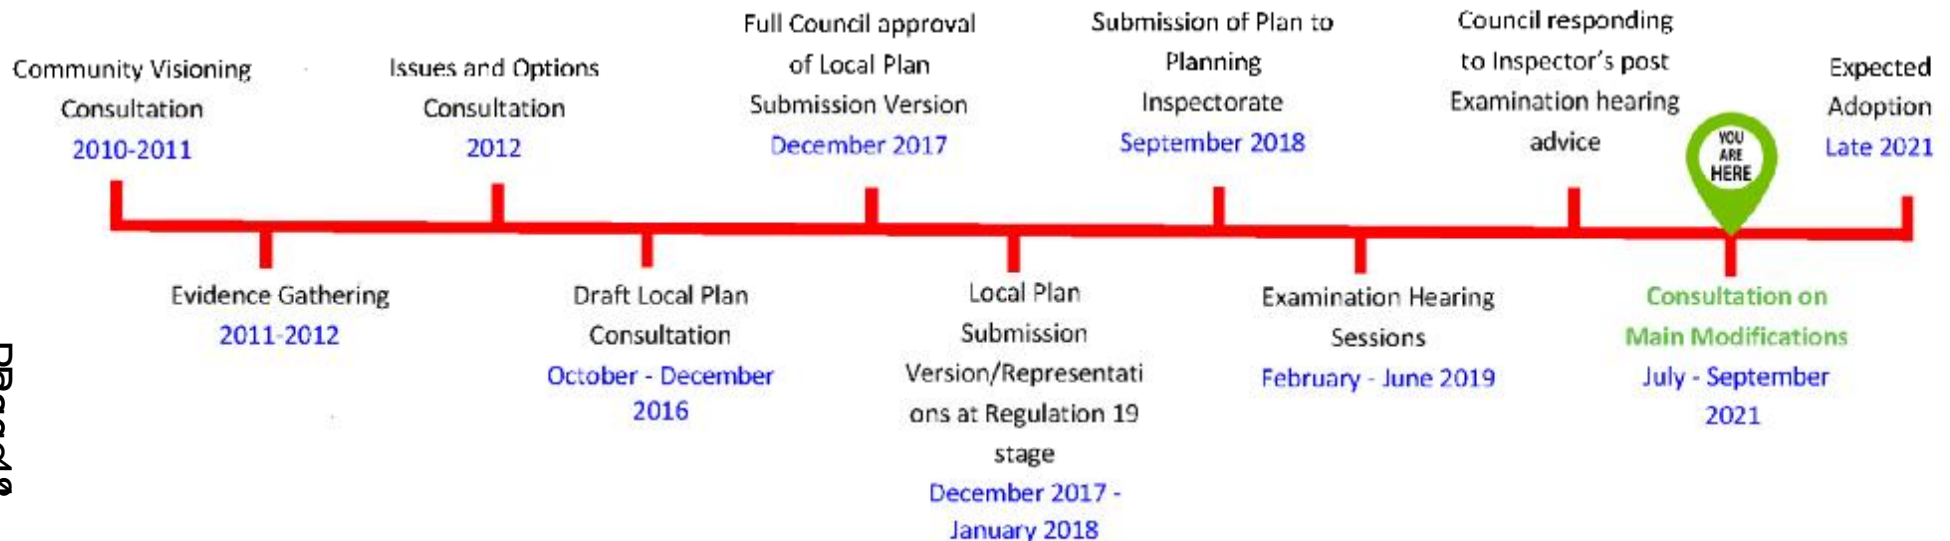 Community Visioning
Consultation
2010-2011
Evidence Gathering
2011-2012
Issues and Options
Consultation
2012
Draft Local Plan
Consultation
October - December
2016
Full Council approval
of Local Plan
Submission Version
December 2017
Local Plan
Submission
Version/Representati
ons at Regulation 19
stage
December 2017 -
January 2018
Submission of Plan to
Planning
Inspectorate
September 2018
Examination Hearing
Sessions
February - June 2019
Council responding
to Inspector's post
Examination hearing
advice
YOU
ARE
HERE
Consultation on
Main Modifications
July - September
2021
Expected
Adoption
Late 2021